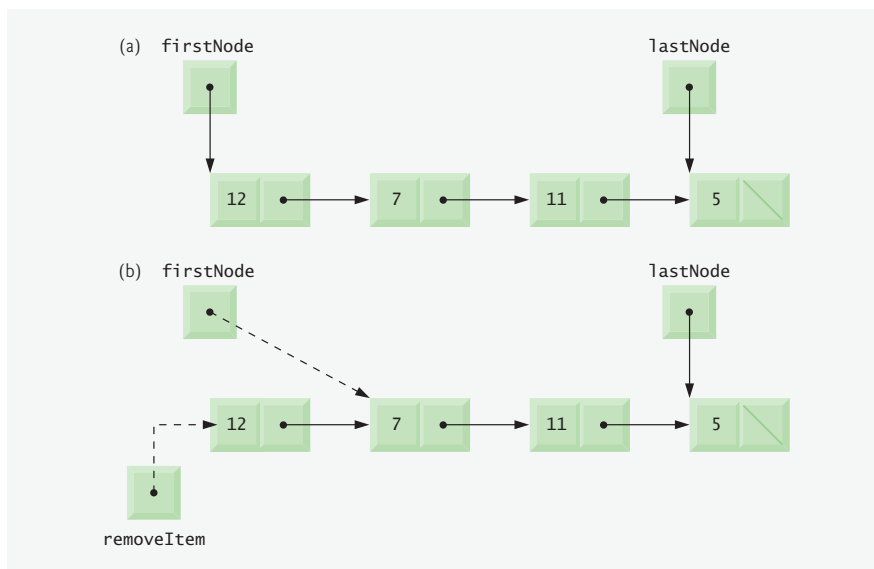 (a) firstNode lastNode
12 7 11 5
(b) firstNode lastNode
12 7 11 5
removeItem